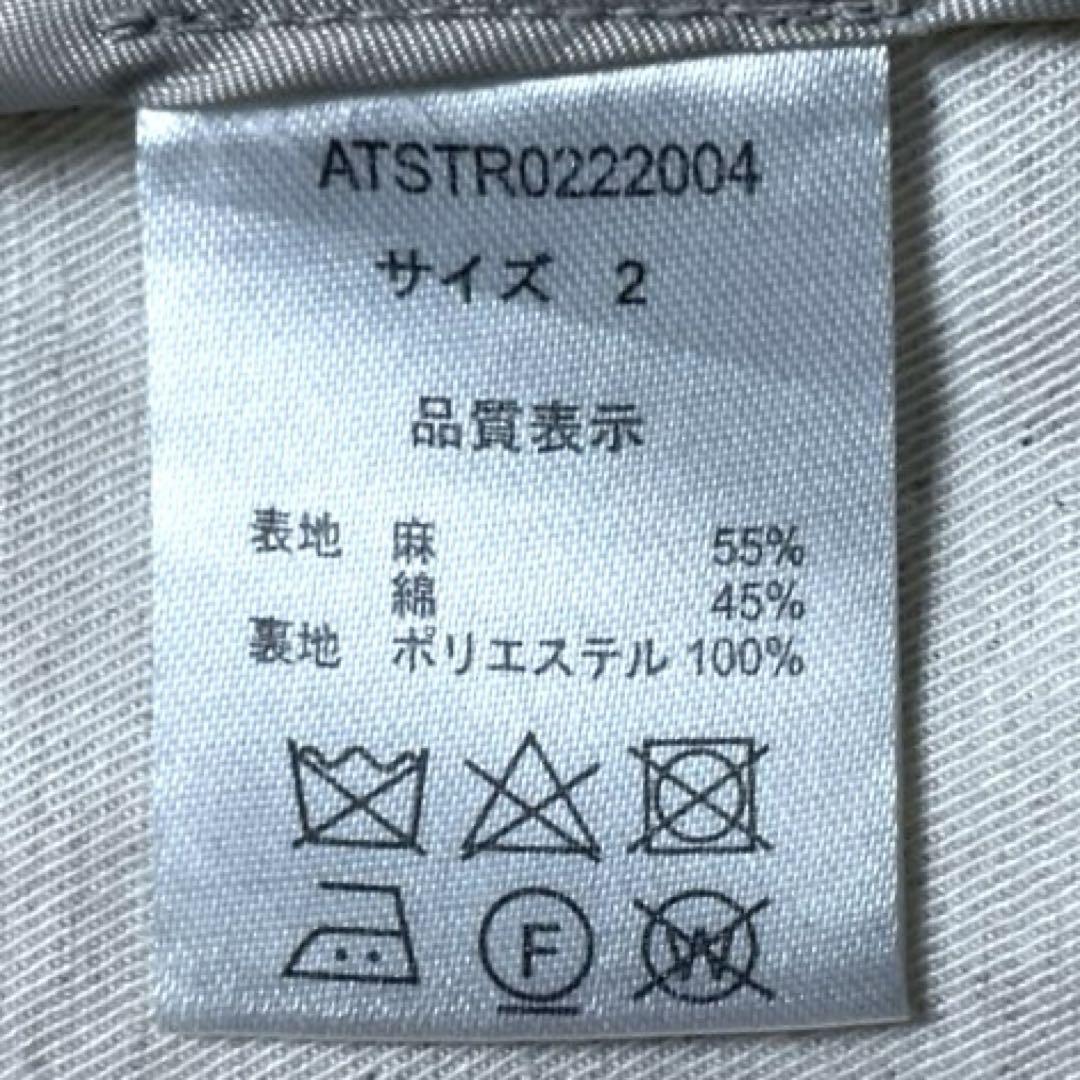 ATSTR0222004
サイズ 2
品質表示
表地 麻 55%
綿 45%
裏地 ポリエステル 100%
F
W